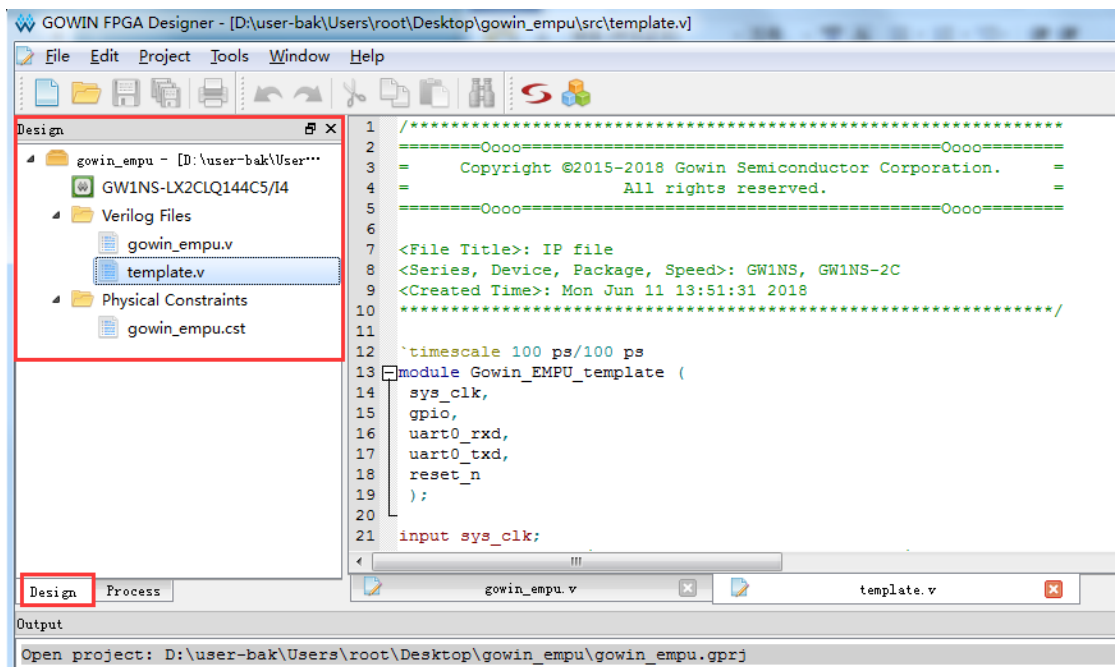 GOWIN FPGA Designer - [D:\user-bak\Users\root\Desktop\gowin_empu\src\template.v]
File Edit Project Tools Window Help
Design
gowin_empu - [D:\user-bak\User...
GW1NS-LX2CLQ144C5/I4
Verilog Files
gowin_empu.v
template.v
Physical Constraints
gowin_empu.cst
1 /****************************************************************
2 ========Oooo=========================================Oooo========
3 =     Copyright ©2015-2018 Gowin Semiconductor Corporation.     =
4 =                     All rights reserved.                      =
5 ========Oooo=========================================Oooo========
6
7 <File Title>: IP file
8 <Series, Device, Package, Speed>: GW1NS, GW1NS-2C
9 <Created Time>: Mon Jun 11 13:51:31 2018
10 ****************************************************************/
11
12 `timescale 100 ps/100 ps
13 module Gowin_EMPU_template (
14 sys_clk,
15 gpio,
16 uart0_rxd,
17 uart0_txd,
18 reset_n
19 );
20
21 input sys_clk;
Design Process
gowin_empu.v template.v
Output
Open project: D:\user-bak\Users\root\Desktop\gowin_empu\gowin_empu.gprj